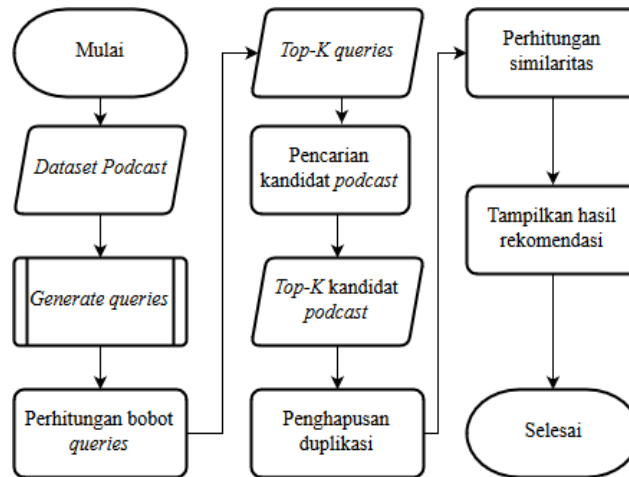 Mulai
Dataset Podcast
Generate queries
Perhitungan bobot
queries
Top-K queries
Pencarian
kandidat podcast
Top-K kandidat
podcast
Penghapusan
duplikasi
Perhitungan
similaritas
Tampilkan hasil
rekomendasi
Selesai